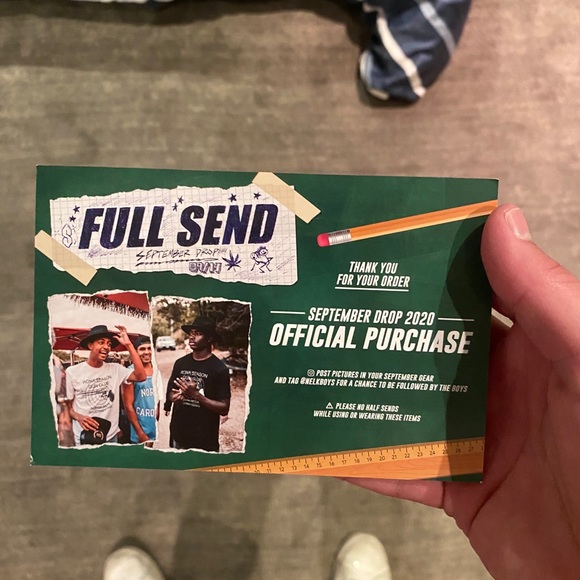 FULL SEND
SEPTEMBER DROP
THANK YOU
FOR YOUR ORDER
SEPTEMBER DROP 2020
OFFICIAL PURCHASE
POST PICTURES IN YOUR SEPTEMBER GEAR
AND TAG @NELKBOYS FOR A CHANCE TO BE FOLLOWED BY THE BOYS
PLEASE NO HALF SENDS
WHILE USING OR WEARING THESE ITEMS